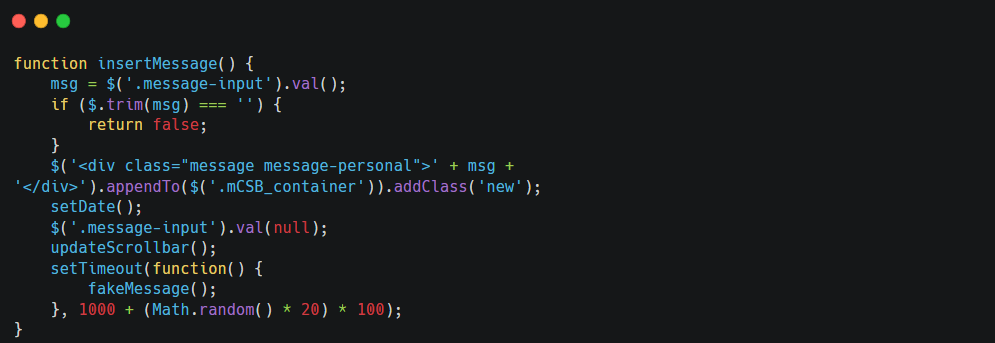 function insertMessage() {
    msg = $('.message-input').val();
    if ($.trim(msg) === '') {
        return false;
    }
    $('<div class="message message-personal">' + msg +
'</div>').appendTo($('.mCSB_container')).addClass('new');
    setDate();
    $('.message-input').val(null);
    updateScrollbar();
    setTimeout(function() {
        fakeMessage();
    }, 1000 + (Math.random() * 20) * 100);
}